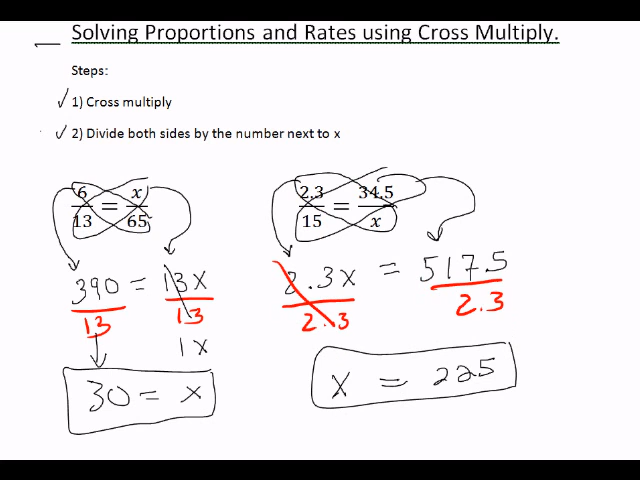 Solving Proportions and Rates using Cross Multiply.
Steps:
✓ 1) Cross multiply
✓ 2) Divide both sides by the number next to x
6/13 = x/65
390 = 13x
13 13
1x
30 = x
2.3/15 = 34.5/x
2.3x = 517.5
2.3 2.3
x = 225